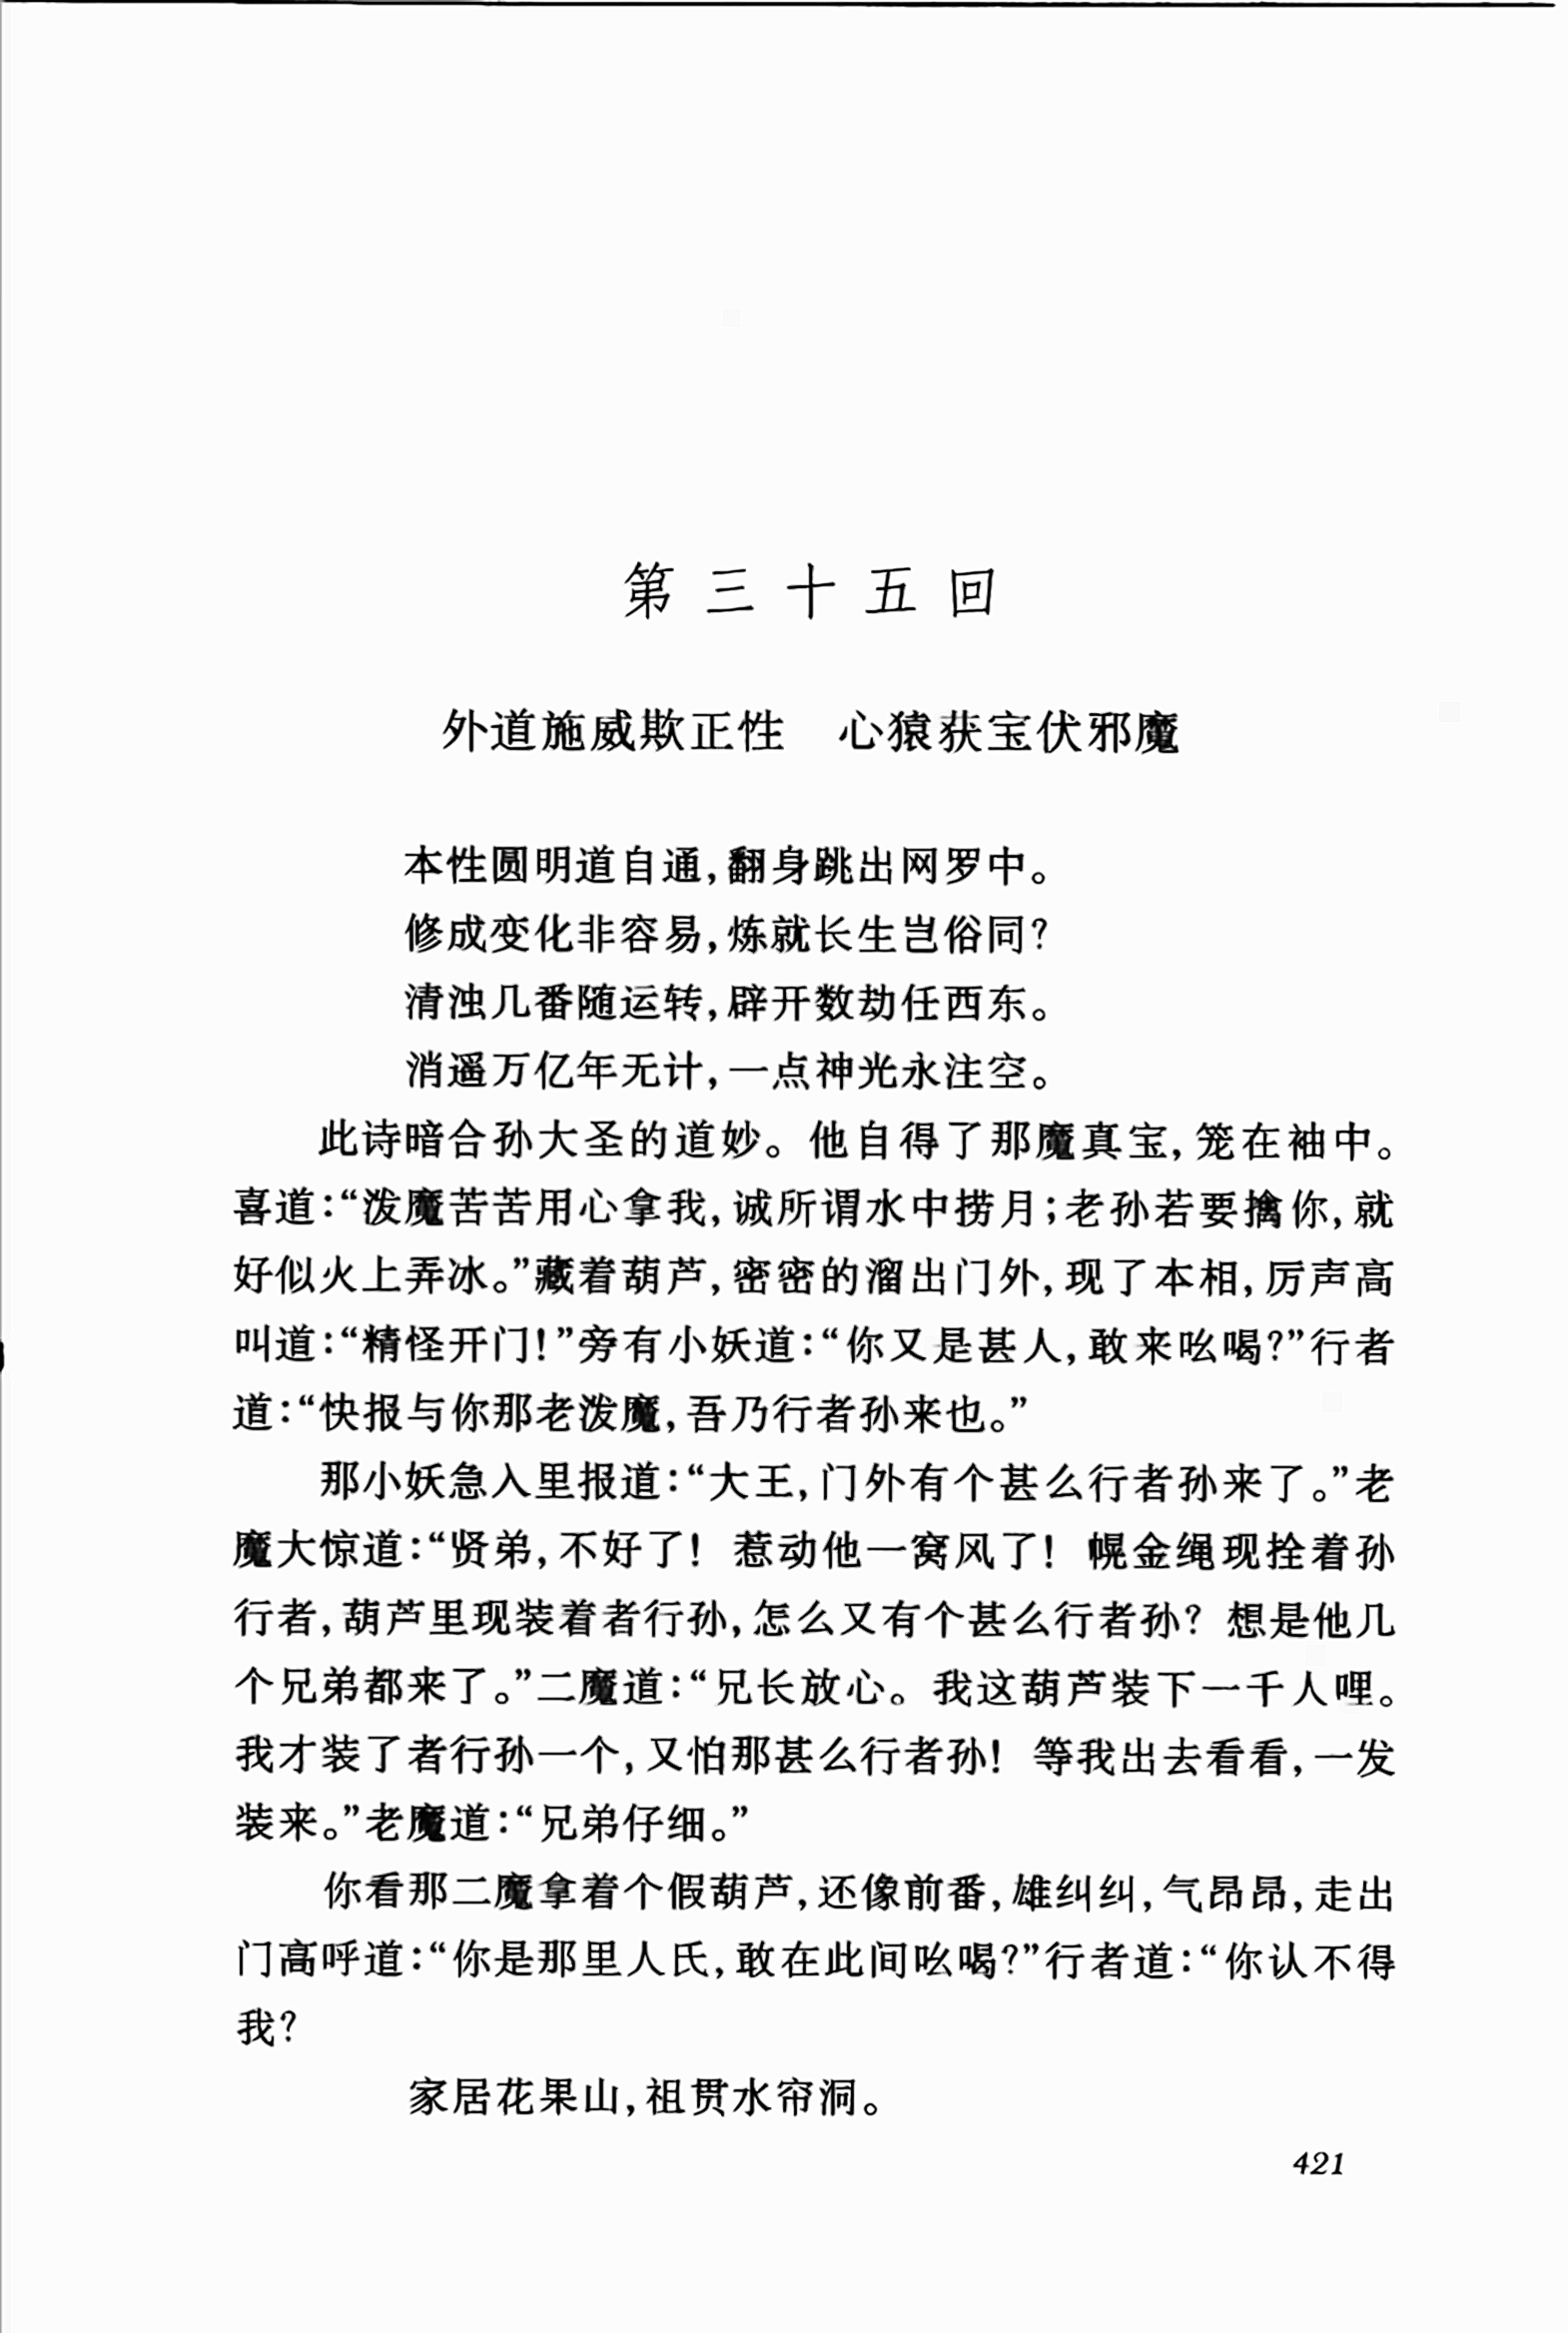 第三十五回
外道施威欺正性　心猿获宝伏邪魔
本性圆明道自通,翻身跳出网罗中。
修成变化非容易,炼就长生岂俗同?
清浊几番随运转,辟开数劫任西东。
逍遥万亿年无计,一点神光永注空。
此诗暗合孙大圣的道妙。他自得了那魔真宝,笼在袖中。
喜道:“泼魔苦苦用心拿我,诚所谓水中捞月;老孙若要擒你,就
好似火上弄冰。”藏着葫芦,密密的溜出门外,现了本相,厉声高
叫道:“精怪开门!”旁有小妖道:“你又是甚人,敢来吆喝?”行者
道:“快报与你那老泼魔,吾乃行者孙来也。”
那小妖急入里报道:“大王,门外有个甚么行者孙来了。”老
魔大惊道:“贤弟,不好了! 惹动他一窝风了! 幌金绳现拴着孙
行者,葫芦里现装着者行孙,怎么又有个甚么行者孙? 想是他几
个兄弟都来了。”二魔道:“兄长放心。我这葫芦装下一千人哩。
我才装了者行孙一个,又怕那甚么行者孙! 等我出去看看,一发
装来。”老魔道:“兄弟仔细。”
你看那二魔拿着个假葫芦,还像前番,雄纠纠,气昂昂,走出
门高呼道:“你是那里人氏,敢在此间吆喝?”行者道:“你认不得
我?
家居花果山,祖贯水帘洞。
421